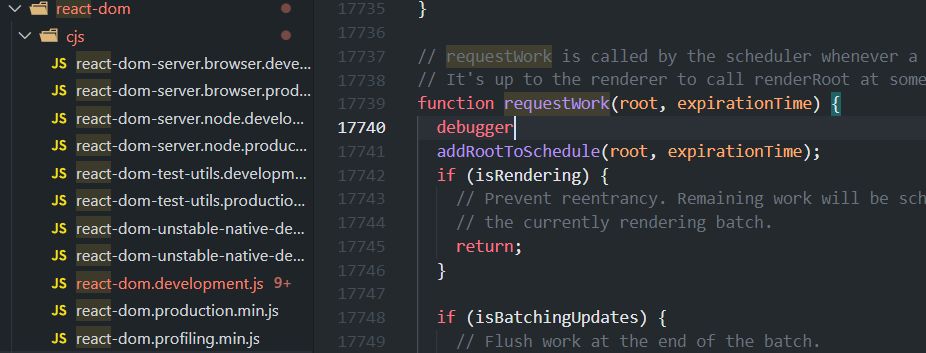 react-dom
cjs
JS react-dom-server.browser.deve...
JS react-dom-server.browser.prod...
JS react-dom-server.node.develo...
JS react-dom-server.node.produc...
JS react-dom-test-utils.developm...
JS react-dom-test-utils.productio...
JS react-dom-unstable-native-de...
JS react-dom-unstable-native-de...
JS react-dom.development.js 9+
JS react-dom.production.min.js
JS react-dom.profiling.min.js
17735 }
17736
17737 // requestWork is called by the scheduler whenever a
17738 // It's up to the renderer to call renderRoot at som
17739 function requestWork(root, expirationTime) {
17740 debugger
17741 addRootToSchedule(root, expirationTime);
17742 if (isRendering) {
17743 // Prevent reentrancy. Remaining work will be sch
17744 // the currently rendering batch.
17745 return;
17746 }
17747
17748 if (isBatchingUpdates) {
17749 // Flush work at the end of the batch.